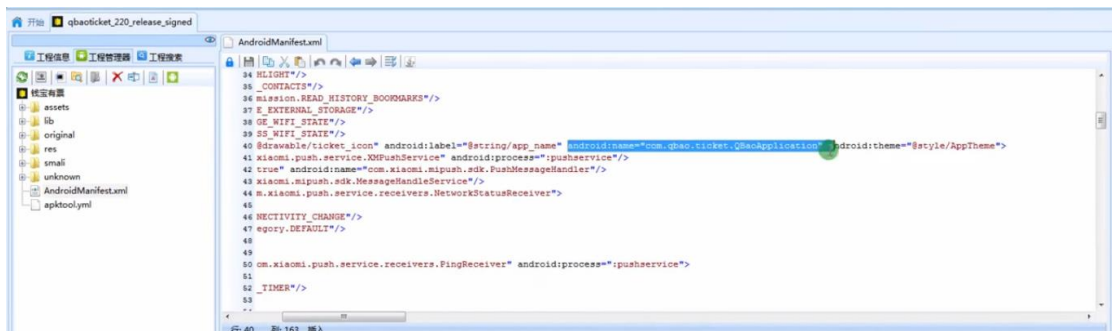 开始 qbaoticket_220_release_signed
工程信息 工程管理器 工程搜索
AndroidManifest.xml
钱宝有票
assets
lib
original
res
smali
unknown
AndroidManifest.xml
apktool.yml
34 HLIGHT"/>
35 _CONTACTS"/>
36 mission.READ_HISTORY_BOOKMARKS"/>
37 E_EXTERNAL_STORAGE"/>
38 GE_WIFI_STATE"/>
39 SS_WIFI_STATE"/>
40 @drawable/ticket_icon" android:label="@string/app_name" android:name="com.qbao.ticket.QBaoApplication" android:theme="@style/AppTheme">
41 xiaomi.push.service.XMPushService" android:process=":pushservice"/>
42 true" android:name="com.xiaomi.mipush.sdk.PushMessageHandler"/>
43 xiaomi.mipush.sdk.MessageHandleService"/>
44 m.xiaomi.push.service.receivers.NetworkStatusReceiver">
45
46 NECTIVITY_CHANGE"/>
47 egory.DEFAULT"/>
48
49
50 om.xiaomi.push.service.receivers.PingReceiver" android:process=":pushservice">
51
52 _TIMER"/>
53
行: 40 列: 163 插入